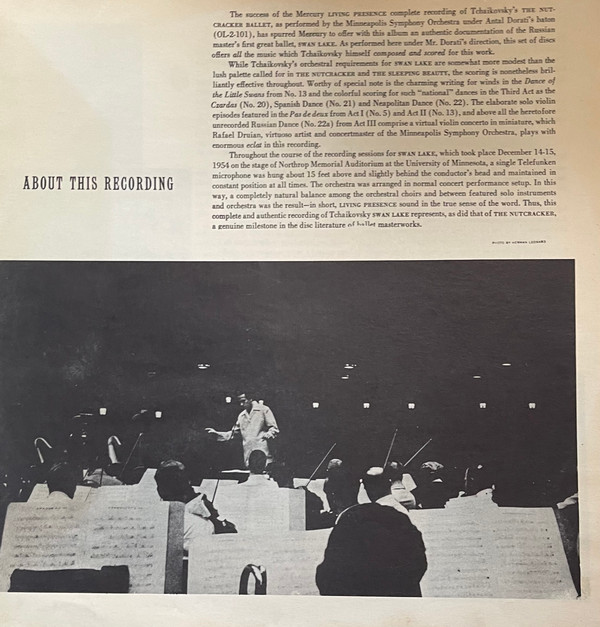 The success of the Mercury LIVING PRESENCE complete recording of Tchaikovsky's THE NUT-
CRACKER BALLET, as performed by the Minneapolis Symphony Orchestra under Antal Dorati's baton
(OL-2-101), has spurred Mercury to offer with this album an authentic documentation of the Russian
master's first great ballet, SWAN LAKE. As performed here under Mr. Dorati's direction, this set of discs
offers all the music which Tchaikovsky himself composed and scored for this work.
While Tchaikovsky's orchestral requirements for SWAN LAKE are somewhat more modest than the
lush palette called for in THE NUTCRACKER and THE SLEEPING BEAUTY, the scoring is nonetheless bril-
liantly effective throughout. Worthy of special note is the charming writing for winds in the Dance of
the Little Swans from No. 13 and the colorful scoring for such "national" dances in the Third Act as the
Czardas (No. 20), Spanish Dance (No. 21) and Neapolitan Dance (No. 22). The elaborate solo violin
episodes featured in the Pas de deux from Act I (No. 5) and Act II (No. 13), and above all the heretofore
unrecorded Russian Dance (No. 22a) from Act III comprise a virtual violin concerto in miniature, which
Rafael Druian, virtuoso artist and concertmaster of the Minneapolis Symphony Orchestra, plays with
enormous eclat in this recording.
Throughout the course of the recording sessions for SWAN LAKE, which took place December 14-15,
1954 on the stage of Northrop Memorial Auditorium at the University of Minnesota, a single Telefunken
microphone was hung about 15 feet above and slightly behind the conductor's head and maintained in
constant position at all times. The orchestra was arranged in normal concert performance setup. In this
way, a completely natural balance among the orchestral choirs and between featured solo instruments
and orchestra was the result—in short, LIVING PRESENCE sound in the true sense of the word. Thus, this
complete and authentic recording of Tchaikovsky SWAN LAKE represents, as did that of THE NUTCRACKER,
a genuine milestone in the disc literature of ballet masterworks.
ABOUT THIS RECORDING
PHOTO BY